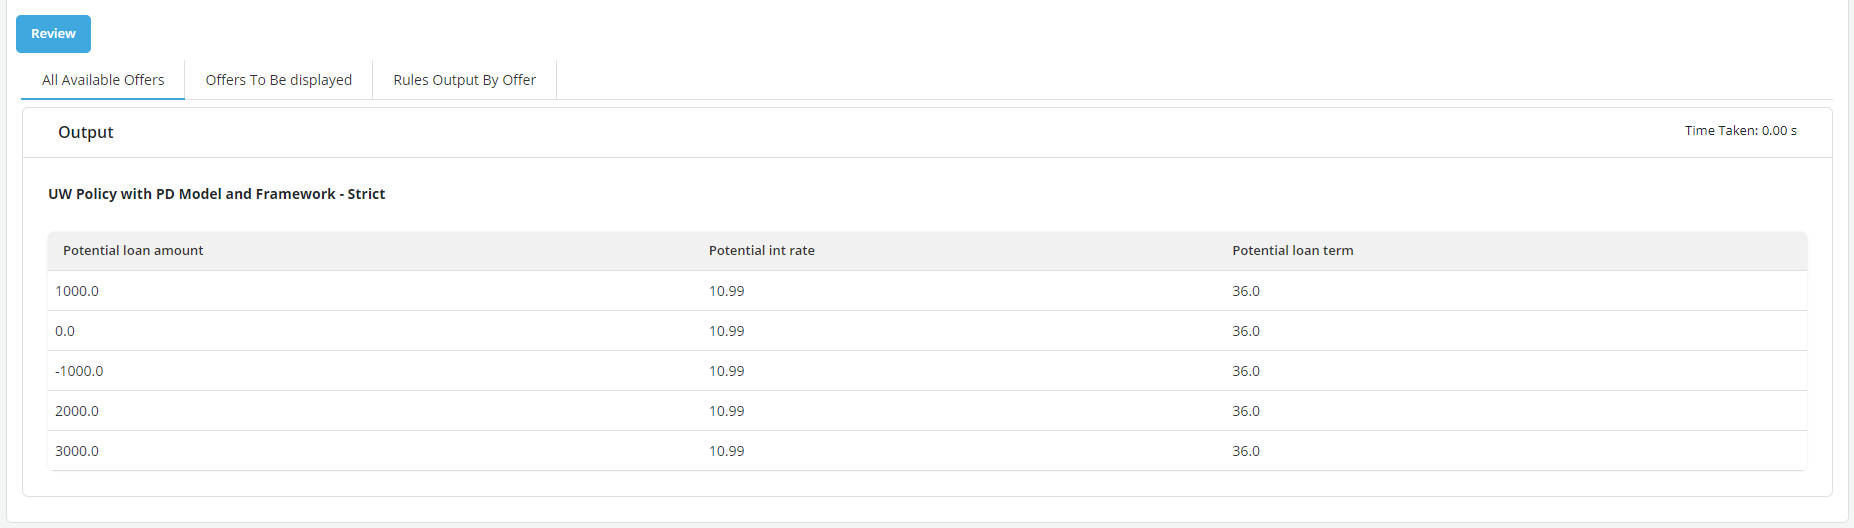 Review
All Available Offers Offers To Be displayed Rules Output By Offer
Output Time Taken: 0.00 s
UW Policy with PD Model and Framework - Strict
Potential loan amount Potential int rate Potential loan term
1000.0 10.99 36.0
0.0 10.99 36.0
-1000.0 10.99 36.0
2000.0 10.99 36.0
3000.0 10.99 36.0